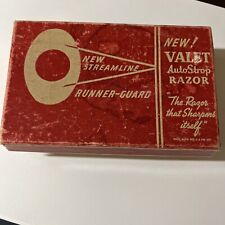 NEW STREAMLINE
RUNNER-GUARD
NEW!
VALET
AutoStrop
RAZOR
"The Razor
that Sharpens
itself."